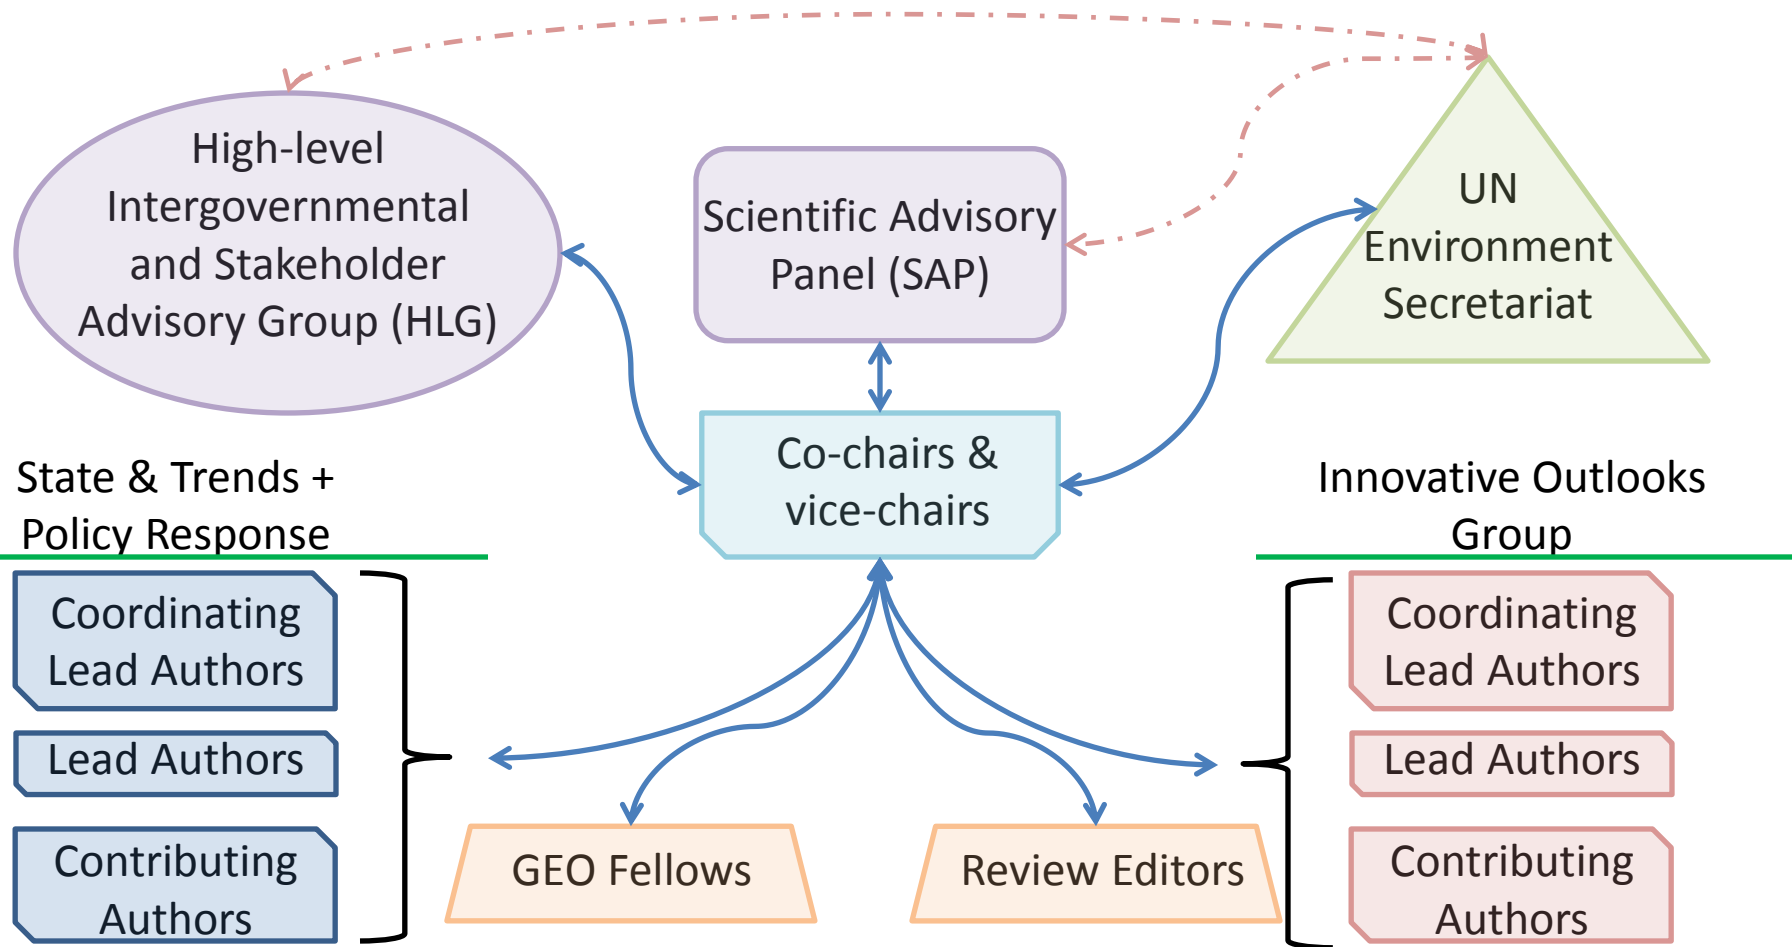 High-level
Intergovernmental
and Stakeholder
Advisory Group (HLG)
Scientific Advisory
Panel (SAP)
UN
Environment
Secretariat
Co-chairs &
vice-chairs
State & Trends +
Policy Response
Innovative Outlooks
Group
Coordinating
Lead Authors
Lead Authors
Contributing
Authors
GEO Fellows
Review Editors
Coordinating
Lead Authors
Lead Authors
Contributing
Authors